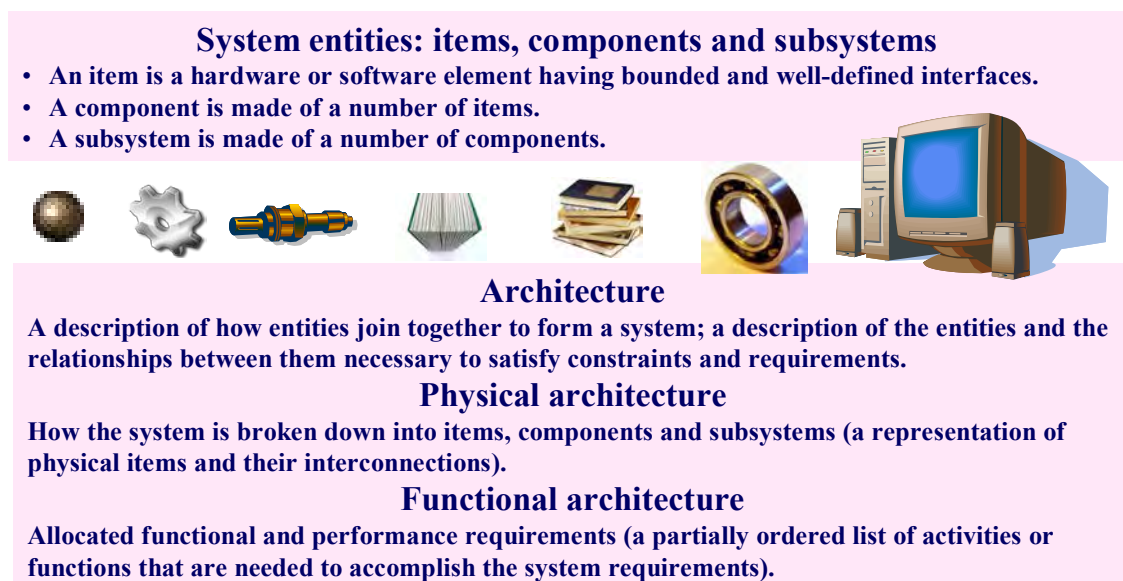 System entities: items, components and subsystems
• An item is a hardware or software element having bounded and well-defined interfaces.
• A component is made of a number of items.
• A subsystem is made of a number of components.
Architecture
A description of how entities join together to form a system; a description of the entities and the
relationships between them necessary to satisfy constraints and requirements.
Physical architecture
How the system is broken down into items, components and subsystems (a representation of
physical items and their interconnections).
Functional architecture
Allocated functional and performance requirements (a partially ordered list of activities or
functions that are needed to accomplish the system requirements).